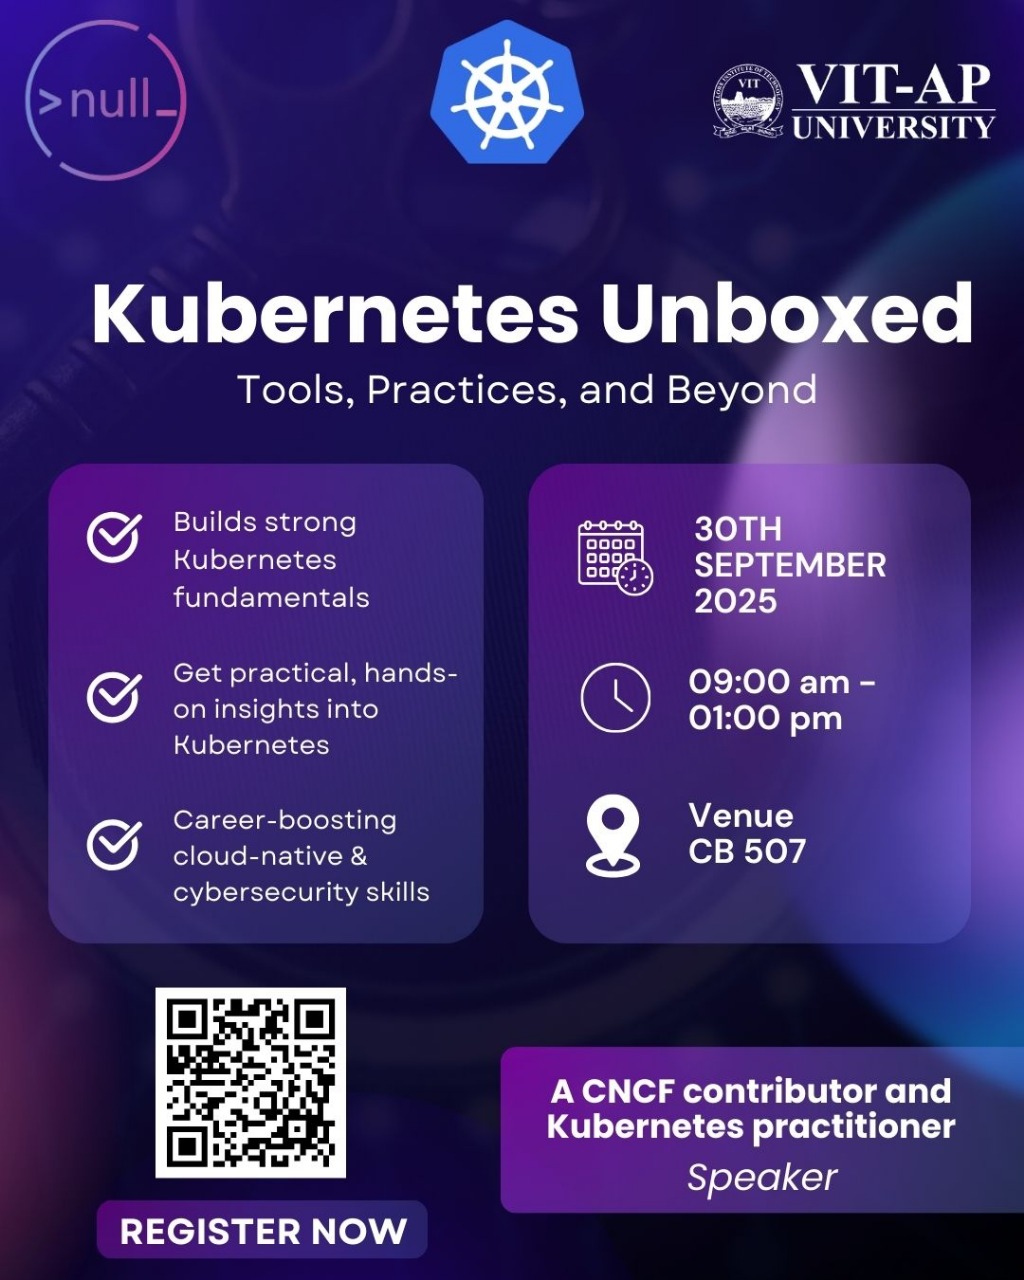 >null_
VIT
VIT-AP
UNIVERSITY
Kubernetes Unboxed
Tools, Practices, and Beyond
Builds strong
Kubernetes
fundamentals
Get practical, hands-
on insights into
Kubernetes
Career-boosting
cloud-native &
cybersecurity skills
30TH
SEPTEMBER
2025
09:00 am –
01:00 pm
Venue
CB 507
REGISTER NOW
A CNCF contributor and
Kubernetes practitioner
Speaker